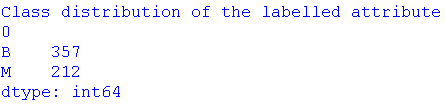 Class distribution of the labelled attribute
0
B    357
M    212
dtype: int64